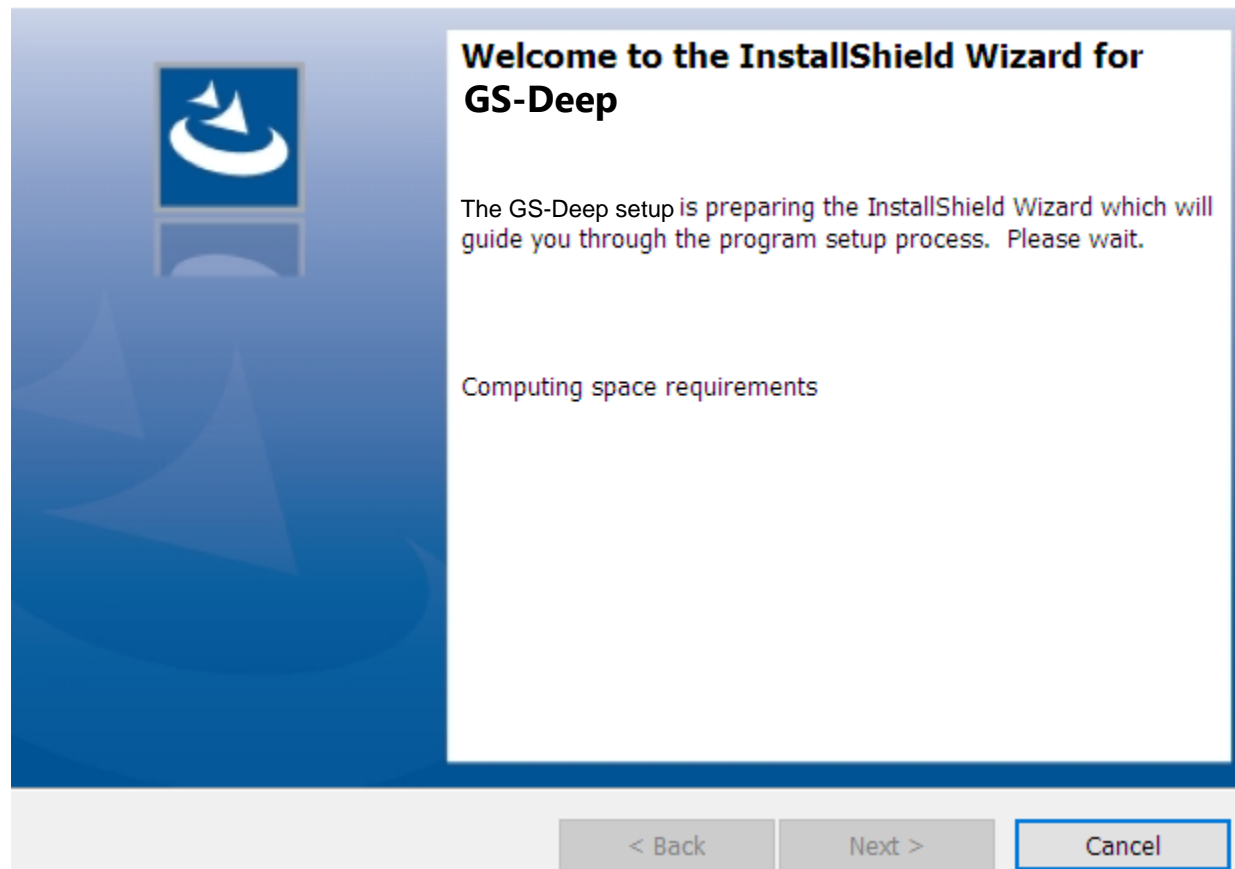 Welcome to the InstallShield Wizard for
GS-Deep
The GS-Deep setup is preparing the InstallShield Wizard which will
guide you through the program setup process.  Please wait.
Computing space requirements
< Back
Next >
Cancel